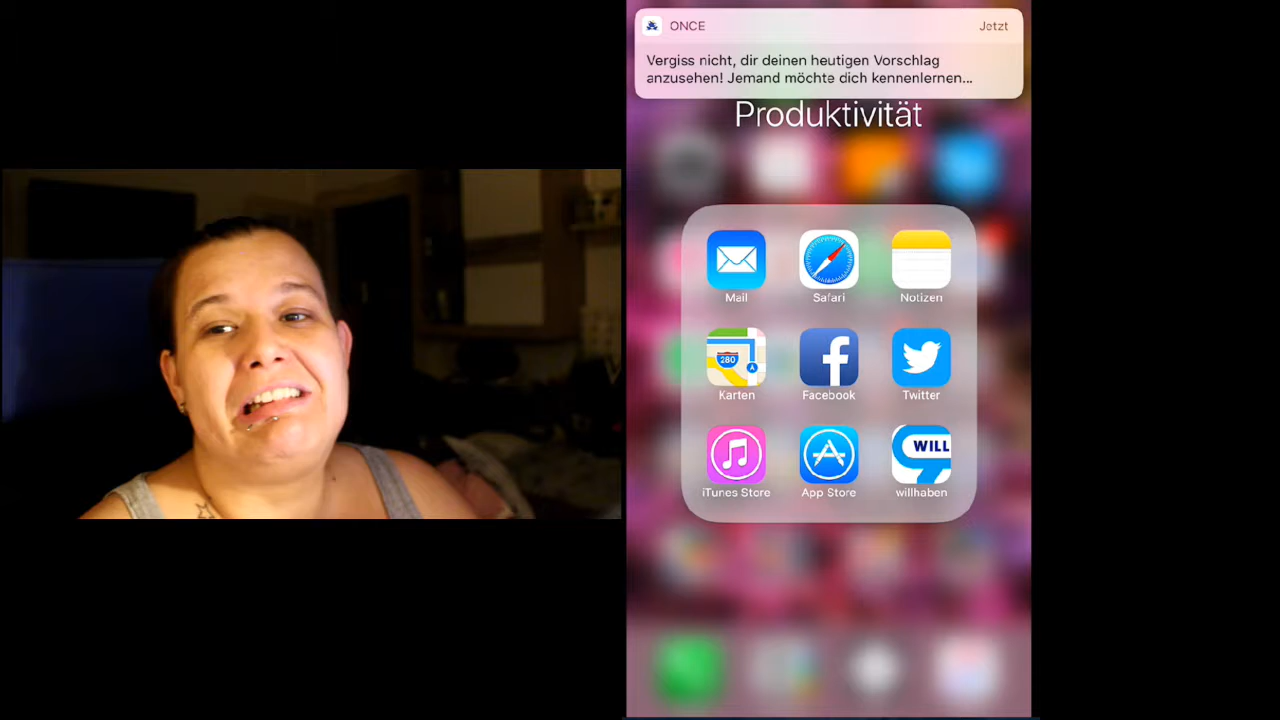 ONCE
Jetzt
Vergiss nicht, dir deinen heutigen Vorschlag
anzusehen! Jemand möchte dich kennenlernen...
Produktivität
Mail
Safari
Notizen
280
Karten
Facebook
Twitter
WILL
iTunes Store
App Store
willhaben